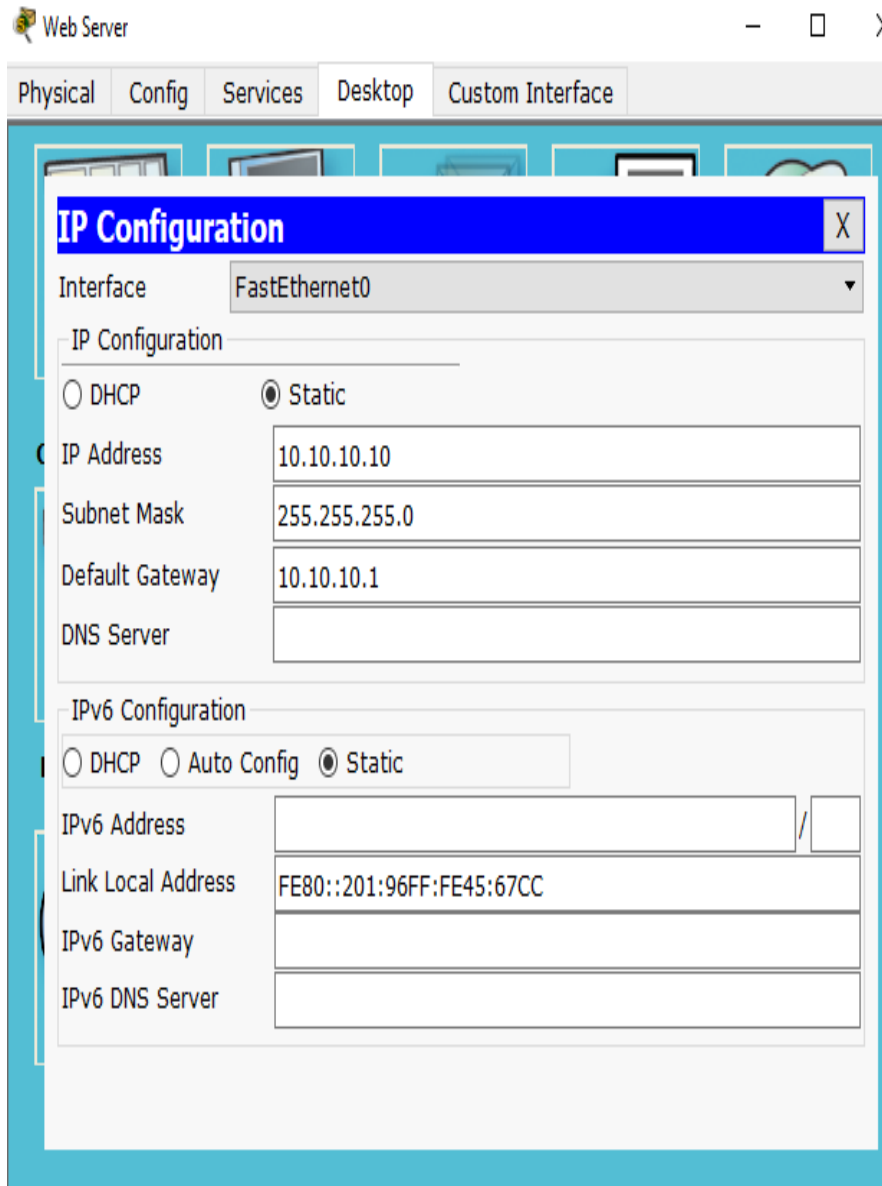 Web Server
Physical Config Services Desktop Custom Interface
IP Configuration X
Interface FastEthernet0
IP Configuration
DHCP Static
IP Address 10.10.10.10
Subnet Mask 255.255.255.0
Default Gateway 10.10.10.1
DNS Server
IPv6 Configuration
DHCP Auto Config Static
IPv6 Address /
Link Local Address FE80::201:96FF:FE45:67CC
IPv6 Gateway
IPv6 DNS Server